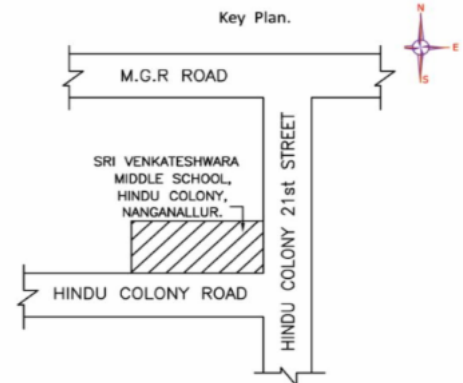 Key Plan.
N
E
S
M.G.R ROAD
SRI VENKATESHWARA
MIDDLE SCHOOL,
HINDU COLONY,
NANGANALLUR.
HINDU COLONY 21st STREET
HINDU COLONY ROAD